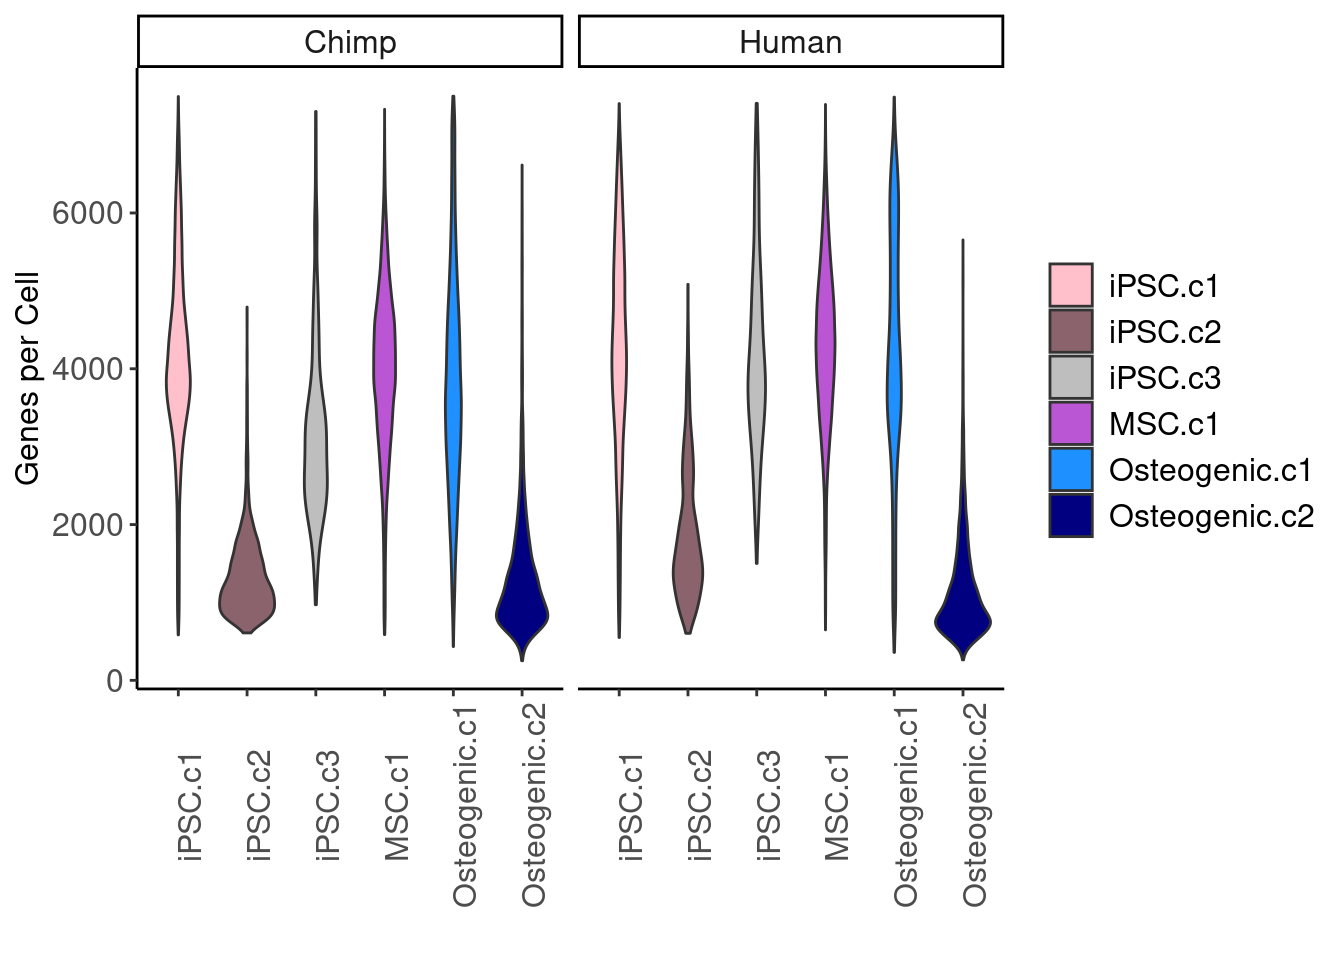 Chimp
Human
Genes per Cell
6000
4000
2000
0
iPSC.c1
iPSC.c2
iPSC.c3
MSC.c1
Osteogenic.c1
Osteogenic.c2
iPSC.c1
iPSC.c2
iPSC.c3
MSC.c1
Osteogenic.c1
Osteogenic.c2
iPSC.c1
iPSC.c2
iPSC.c3
MSC.c1
Osteogenic.c1
Osteogenic.c2